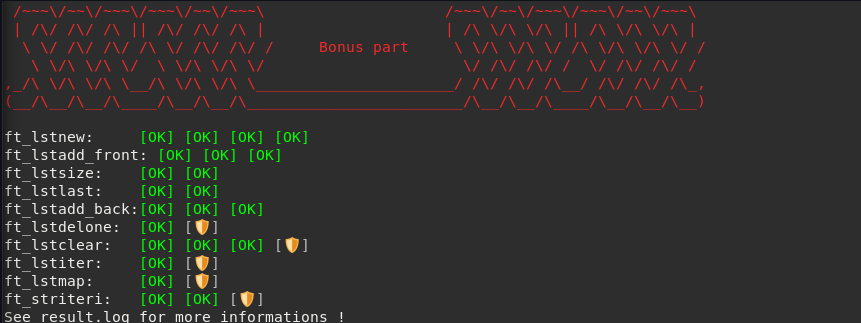 Bonus part
ft_lstnew: [OK] [OK] [OK] [OK]
ft_lstadd_front: [OK] [OK] [OK]
ft_lstsize: [OK] [OK]
ft_lstlast: [OK] [OK]
ft_lstadd_back: [OK] [OK] [OK]
ft_lstdelone: [OK] [🛡️]
ft_lstclear: [OK] [OK] [OK] [🛡️]
ft_lstiter: [OK] [🛡️]
ft_lstmap: [OK] [🛡️]
ft_striteri: [OK] [OK] [🛡️]
See result.log for more informations !